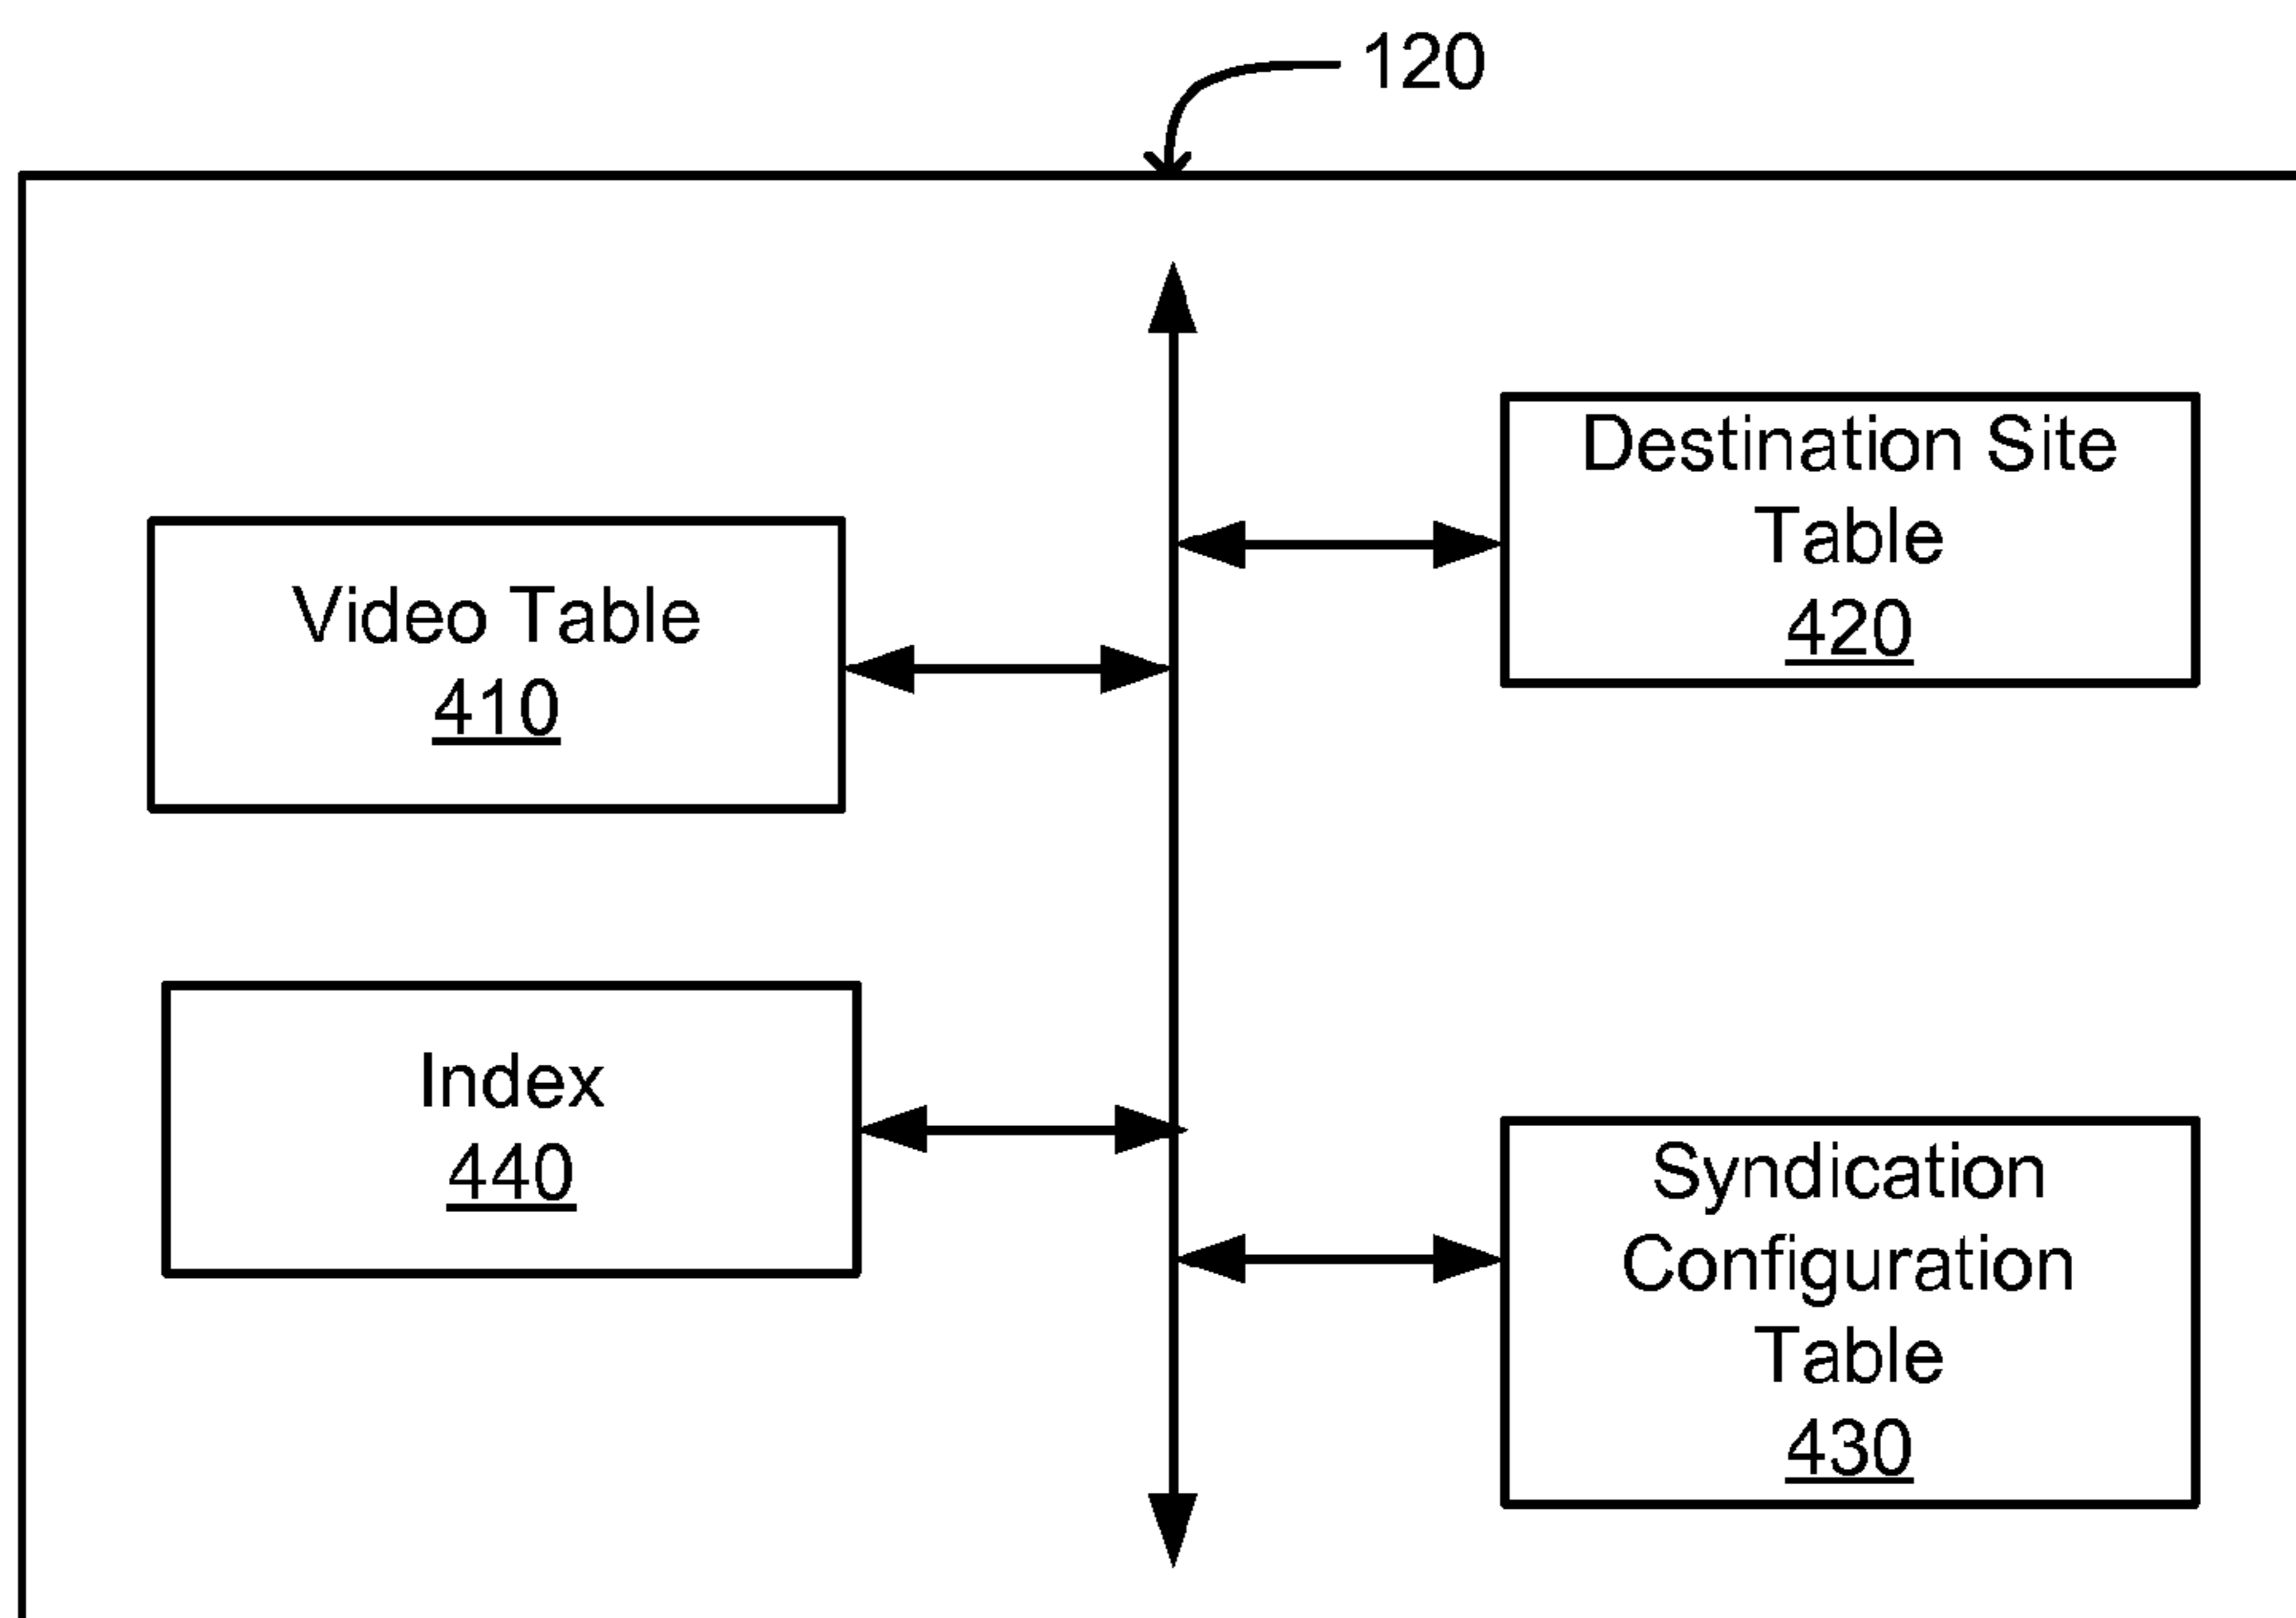 120
Destination Site
Table
420
Video Table
410
Index
440
Syndication
Configuration
Table
430